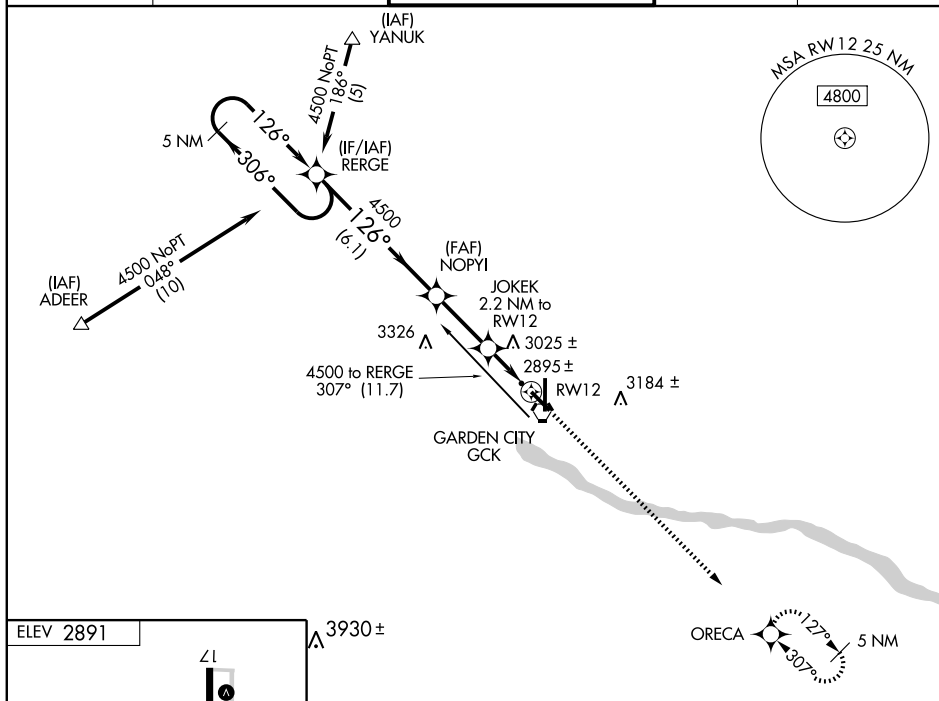 (IAF)
YANUK
4500 NoPT
186°
(5)
MSA RW12 25 NM
4800
5 NM
126°
306°
(IF/IAF)
RERGE
4500
126°
(6.1)
4500 NoPT
048°
(10)
(IAF)
ADEER
(FAF)
NOPYI
JOKEK
2.2 NM to
RW12
3326
3025 ±
2895 ±
RW12
3184 ±
4500 to RERGE
307° (11.7)
GARDEN CITY
GCK
ORECA
127°
307°
5 NM
ELEV 2891
3930 ±
17